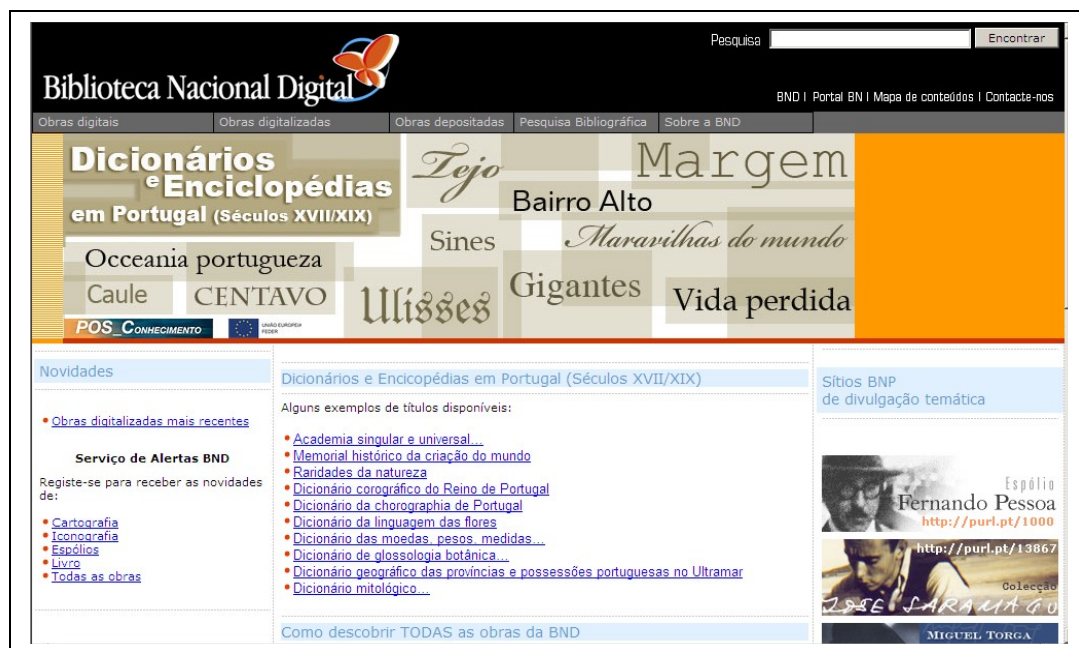 Pesquisa
Encontrar
Biblioteca Nacional Digital
BND | Portal BN | Mapa de conteúdos | Contacte-nos
Obras digitais
Obras digitalizadas
Obras depositadas
Pesquisa Bibliográfica
Sobre a BND
Dicionários
e Enciclopédias
em Portugal (Séculos XVII/XIX)
Tejo
Margem
Bairro Alto
Sines
Maravilhas do mundo
Occeania portugueza
Caule
CENTAVO
Ulisses
Gigantes
Vida perdida
POS_CONHECIMENTO
UNIÃO EUROPEIA
FEDER
Novidades
Obras digitalizadas mais recentes
Serviço de Alertas BND
Registe-se para receber as novidades
de:
Cartografia
Iconografia
Espólios
Livro
Todas as obras
Dicionários e Encicopédias em Portugal (Séculos XVII/XIX)
Alguns exemplos de títulos disponíveis:
Academia singular e universal...
Memorial histórico da criação do mundo
Raridades da natureza
Dicionário corográfico do Reino de Portugal
Dicionário da chorographia de Portugal
Dicionário da linguagem das flores
Dicionário das moedas, pesos, medidas...
Dicionário de glossologia botânica...
Dicionário geográfico das províncias e possessões portuguesas no Ultramar
Dicionário mitológico...
Como descobrir TODAS as obras da BND
Sítios BNP
de divulgação temática
Espólio
Fernando Pessoa
http://purl.pt/1000
http://purl.pt/13867
Colecção
JOSÉ SARAMAGO
MIGUEL TORGA